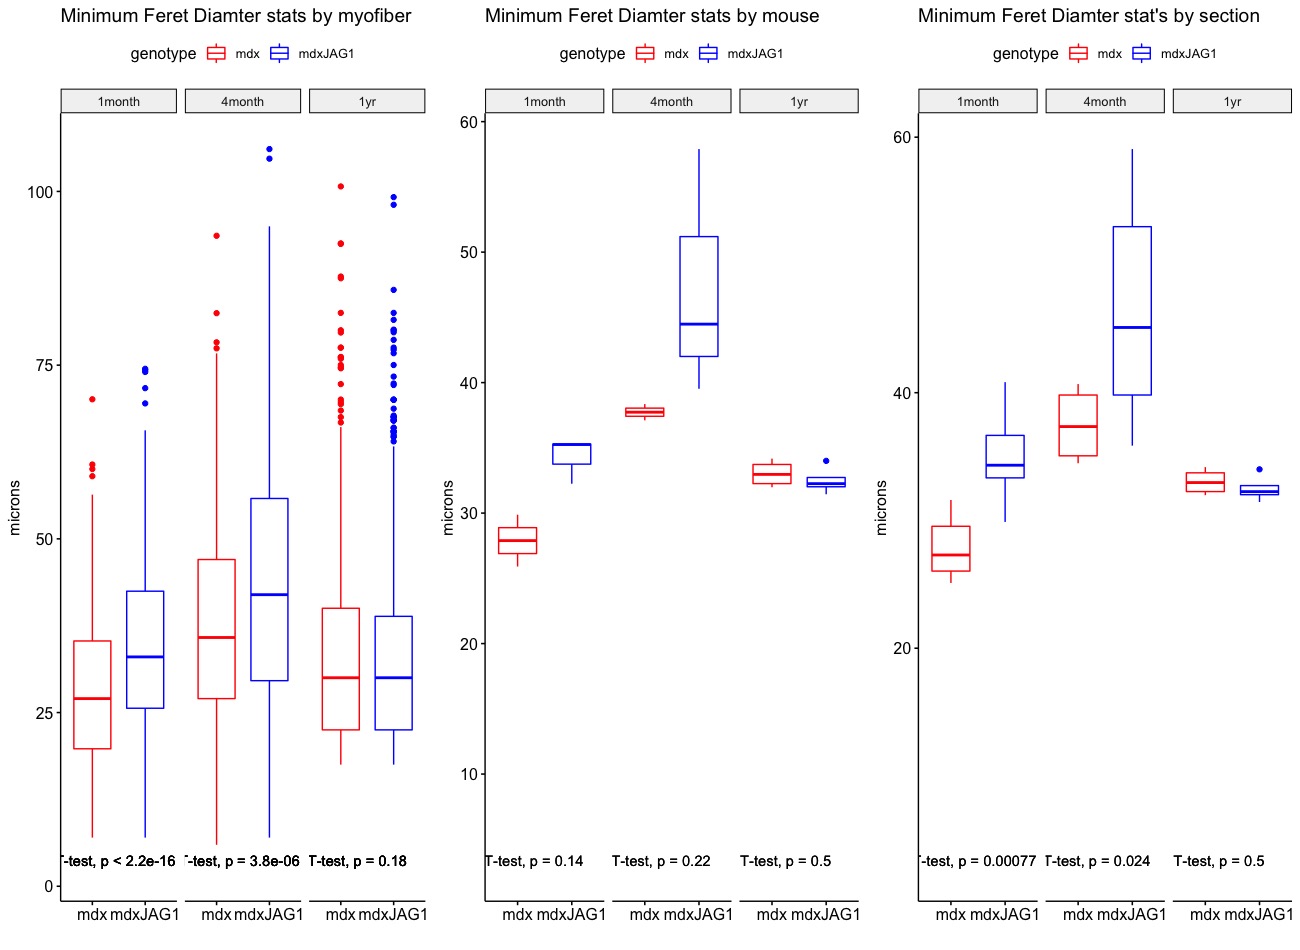 Minimum Feret Diamter stats by myofiber
genotype mdx mdxJAG1
1month 4month 1yr
100
75
50
25
0
microns
T-test, p < 2.2e-16 T-test, p = 3.8e-06 T-test, p = 0.18
mdx mdxJAG1 mdx mdxJAG1 mdx mdxJAG1
Minimum Feret Diamter stats by mouse
genotype mdx mdxJAG1
1month 4month 1yr
60
50
40
30
20
10
microns
T-test, p = 0.14 T-test, p = 0.22 T-test, p = 0.5
mdx mdxJAG1 mdx mdxJAG1 mdx mdxJAG1
Minimum Feret Diamter stat's by section
genotype mdx mdxJAG1
1month 4month 1yr
60
40
20
microns
T-test, p = 0.00077 T-test, p = 0.024 T-test, p = 0.5
mdx mdxJAG1 mdx mdxJAG1 mdx mdxJAG1